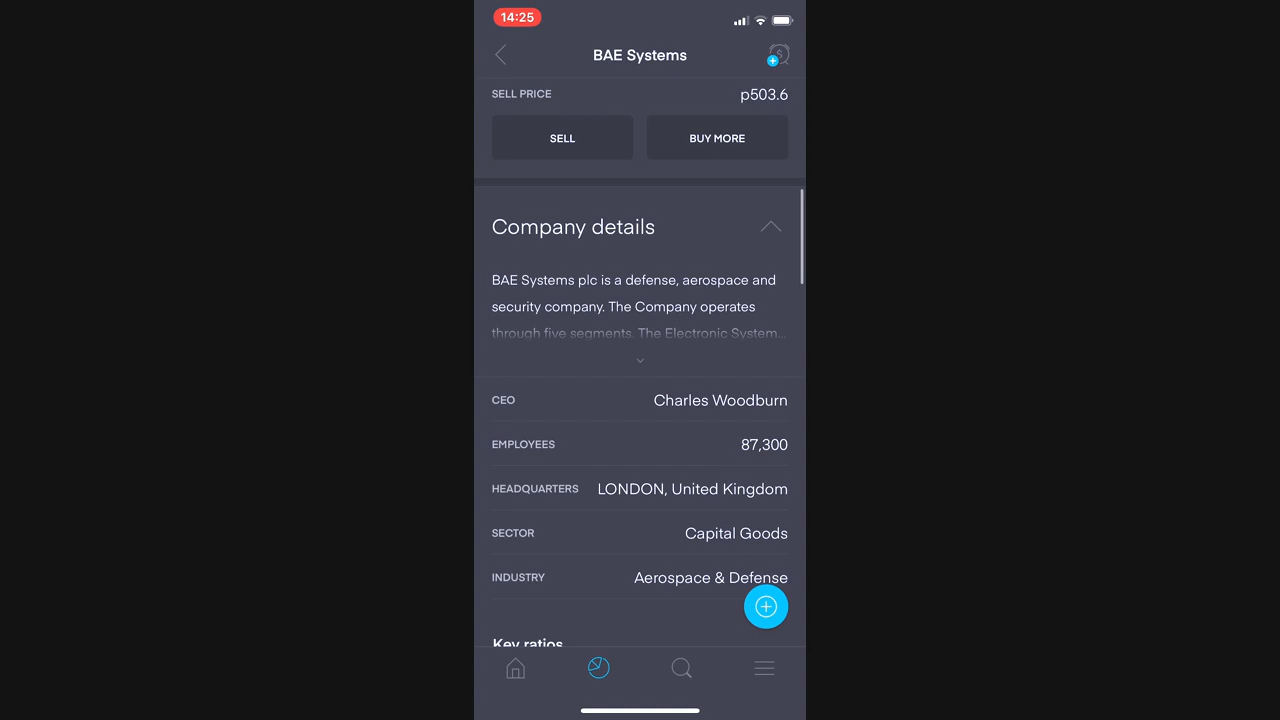 14:25
BAE Systems
SELL PRICE p503.6
SELL BUY MORE
Company details
BAE Systems plc is a defense, aerospace and
security company. The Company operates
through five segments. The Electronic System...
CEO Charles Woodburn
EMPLOYEES 87,300
HEADQUARTERS LONDON, United Kingdom
SECTOR Capital Goods
INDUSTRY Aerospace & Defense
Key ratios